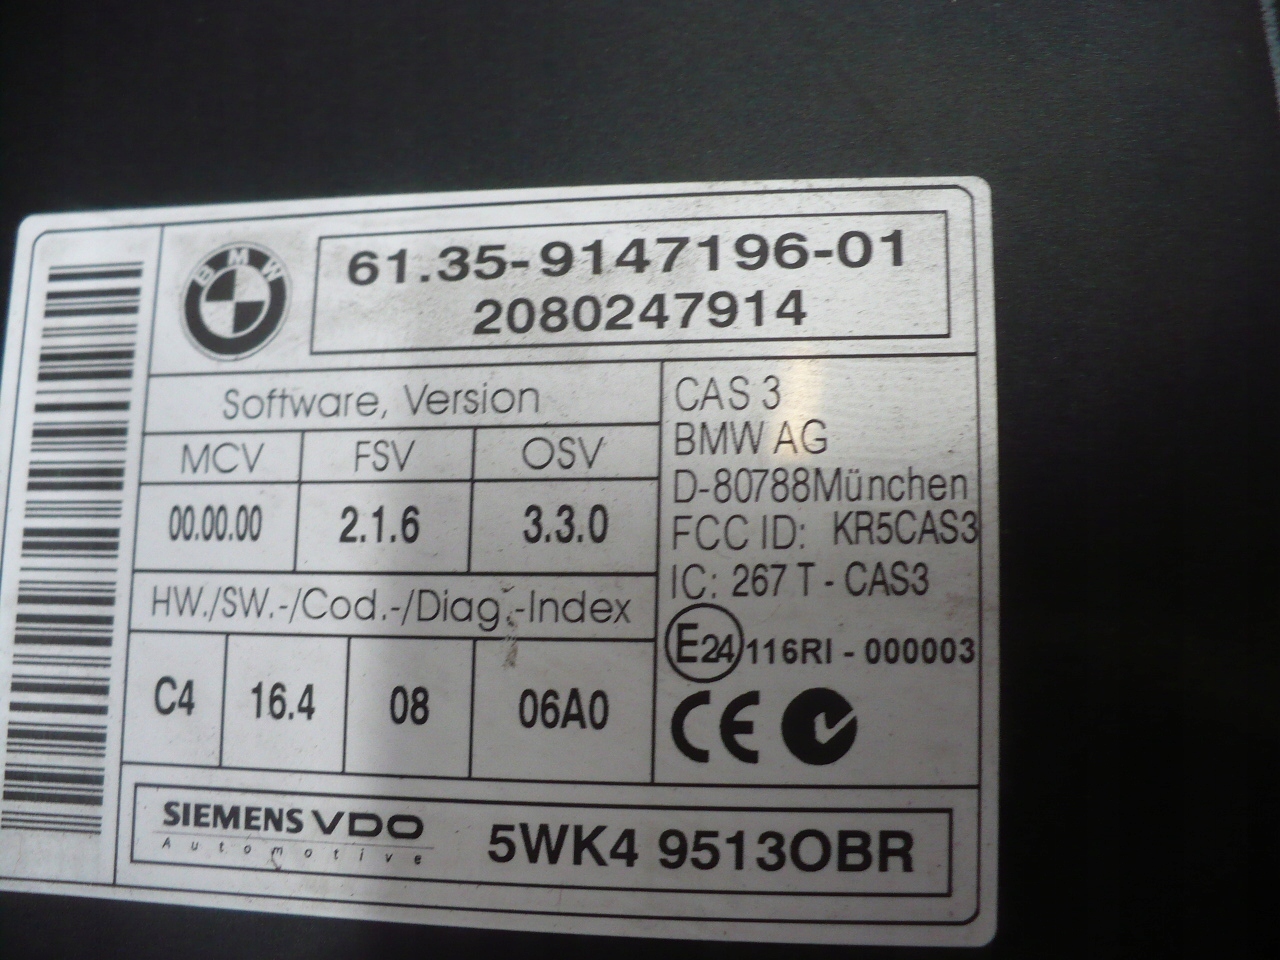 BMW
61.35-9147196-01
2080247914
Software, Version
MCV FSV OSV
00.00.00 2.1.6 3.3.0
HW./SW.-/Cod.-/Diag.-Index
C4 16.4 08 06A0
CAS 3
BMW AG
D-80788München
FCC ID: KR5CAS3
IC: 267 T - CAS3
E24 116RI - 000003
CE
SIEMENS VDO
Automotive
5WK4 9513OBR